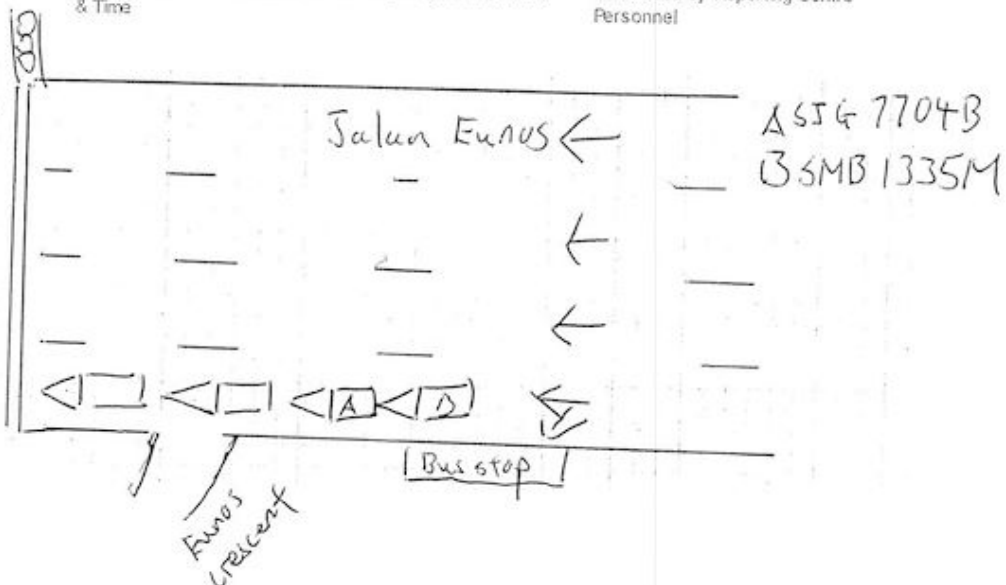 & Time
Personnel
Jalan Eunos
A SJG 7704B
B SMB 1335M
A
B
Bus stop
Eunos
crescent